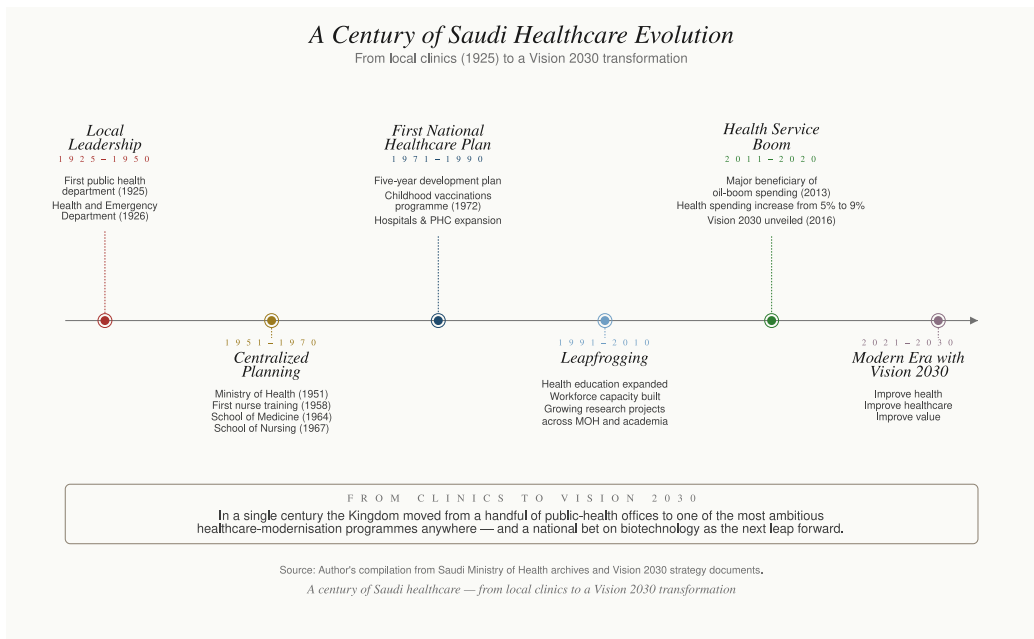 A Century of Saudi Healthcare Evolution
From local clinics (1925) to a Vision 2030 transformation
Local
Leadership
1925–1950
First public health
department (1925)
Health and Emergency
Department (1926)
First National
Healthcare Plan
1971–1990
Five-year development plan
Childhood vaccinations
programme (1972)
Hospitals & PHC expansion
Health Service
Boom
2011–2020
Major beneficiary of
oil-boom spending (2013)
Health spending increase from 5% to 9%
Vision 2030 unveiled (2016)
1951–1970
Centralized
Planning
Ministry of Health (1951)
First nurse training (1958)
School of Medicine (1964)
School of Nursing (1967)
1991–2010
Leapfrogging
Health education expanded
Workforce capacity built
Growing research projects
across MOH and academia
2021–2030
Modern Era with
Vision 2030
Improve health
Improve healthcare
Improve value
FROM CLINICS TO VISION 2030
In a single century the Kingdom moved from a handful of public-health offices to one of the most ambitious
healthcare-modernisation programmes anywhere — and a national bet on biotechnology as the next leap forward.
Source: Author's compilation from Saudi Ministry of Health archives and Vision 2030 strategy documents.
A century of Saudi healthcare — from local clinics to a Vision 2030 transformation